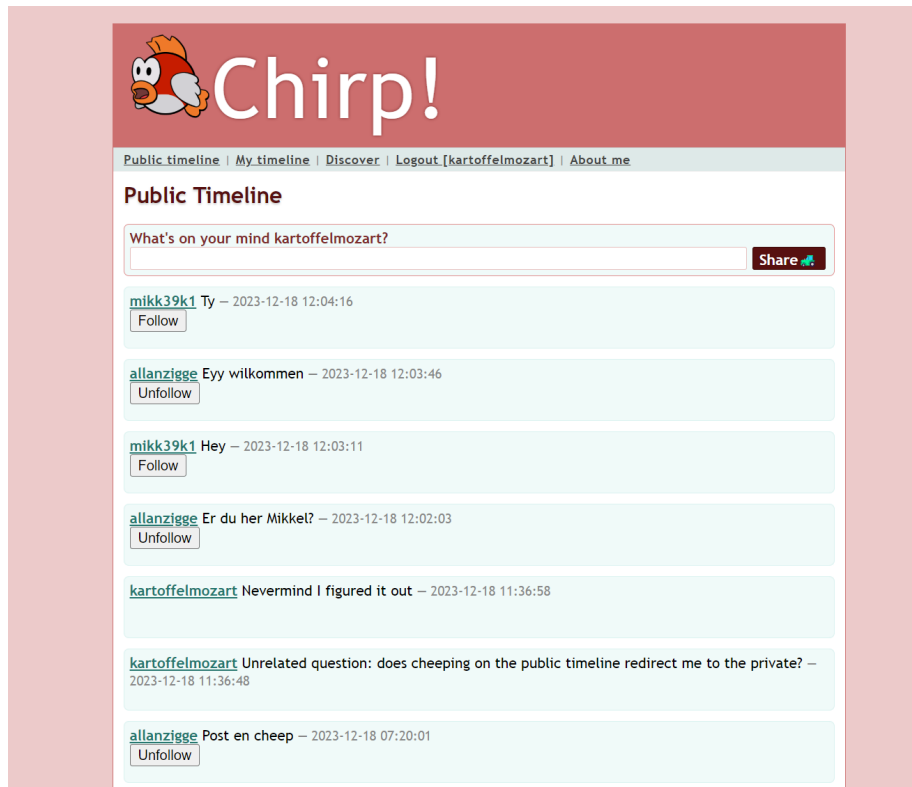 Chirp!
Public timeline | My timeline | Discover | Logout [kartoffelmozart] | About me
Public Timeline
What's on your mind kartoffelmozart?
Share
mikk39k1 Ty — 2023-12-18 12:04:16
Follow
allanzigge Eyy wilkommen — 2023-12-18 12:03:46
Unfollow
mikk39k1 Hey — 2023-12-18 12:03:11
Follow
allanzigge Er du her Mikkel? — 2023-12-18 12:02:03
Unfollow
kartoffelmozart Nevermind I figured it out — 2023-12-18 11:36:58
kartoffelmozart Unrelated question: does cheeping on the public timeline redirect me to the private? —
2023-12-18 11:36:48
allanzigge Post en cheep — 2023-12-18 07:20:01
Unfollow